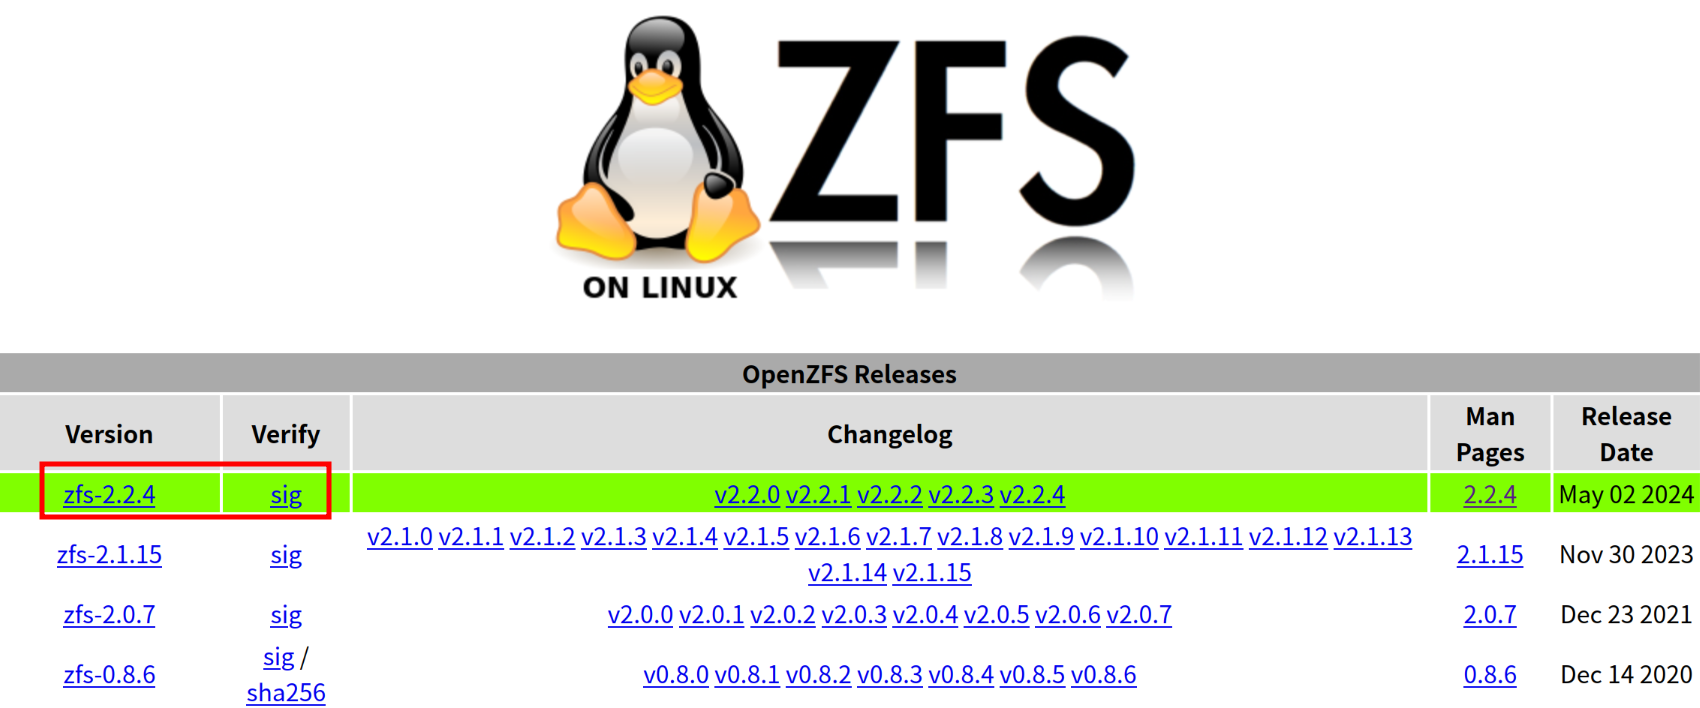 ZFS
ON LINUX
OpenZFS Releases
Version Verify Changelog Man Pages Release Date
zfs-2.2.4 sig v2.2.0 v2.2.1 v2.2.2 v2.2.3 v2.2.4 2.2.4 May 02 2024
zfs-2.1.15 sig v2.1.0 v2.1.1 v2.1.2 v2.1.3 v2.1.4 v2.1.5 v2.1.6 v2.1.7 v2.1.8 v2.1.9 v2.1.10 v2.1.11 v2.1.12 v2.1.13
v2.1.14 v2.1.15 2.1.15 Nov 30 2023
zfs-2.0.7 sig v2.0.0 v2.0.1 v2.0.2 v2.0.3 v2.0.4 v2.0.5 v2.0.6 v2.0.7 2.0.7 Dec 23 2021
zfs-0.8.6 sig / sha256 v0.8.0 v0.8.1 v0.8.2 v0.8.3 v0.8.4 v0.8.5 v0.8.6 0.8.6 Dec 14 2020